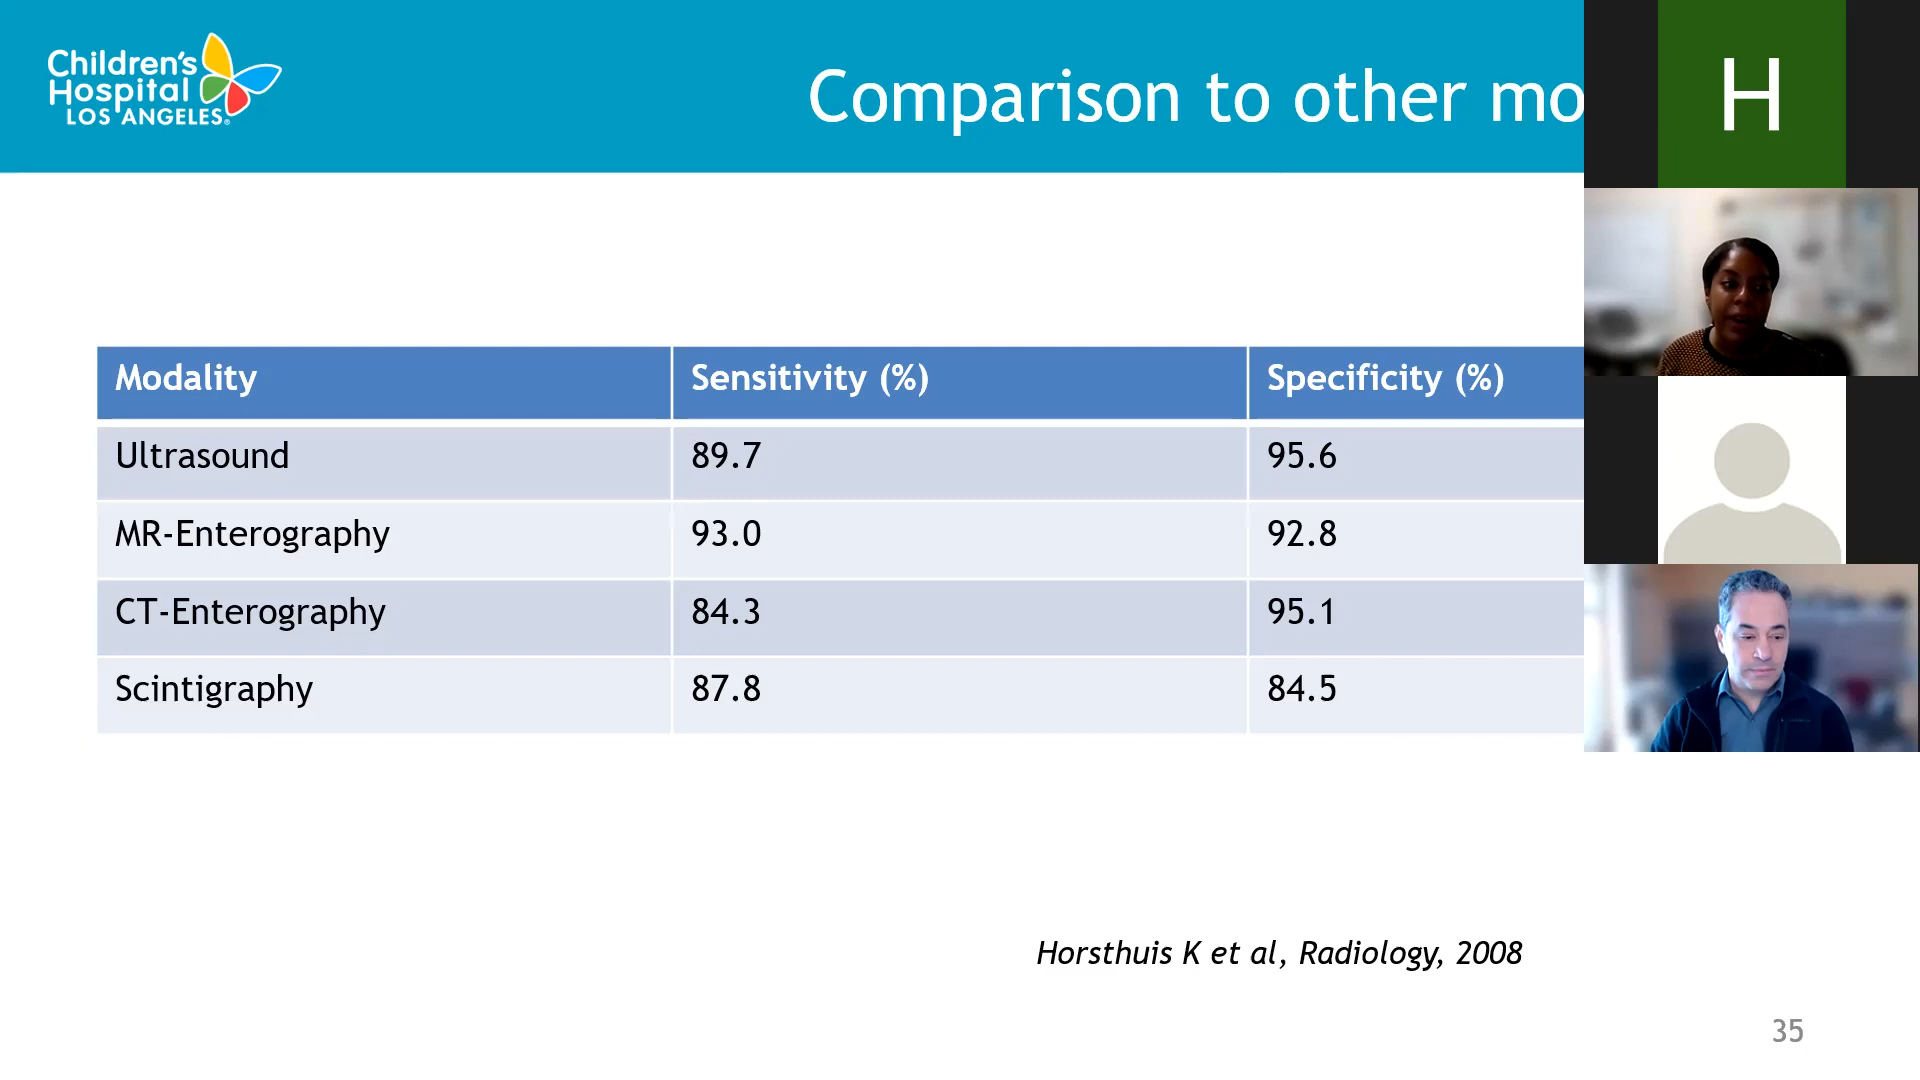 Children's
Hospital
LOS ANGELES®
Comparison to other mo
H
Modality Sensitivity (%) Specificity (%)
Ultrasound 89.7 95.6
MR-Enterography 93.0 92.8
CT-Enterography 84.3 95.1
Scintigraphy 87.8 84.5
Horsthuis K et al, Radiology, 2008
35